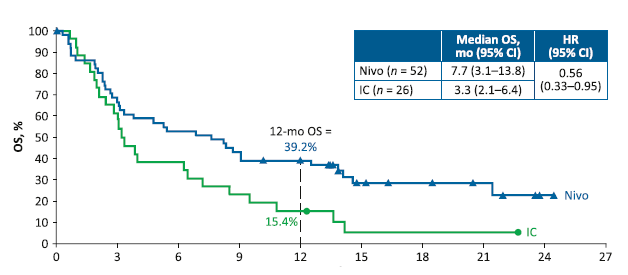 Median OS, HR
mo (95% CI) (95% CI)
Nivo (n = 52) 7.7 (3.1–13.8) 0.56
(0.33–0.95)
IC (n = 26) 3.3 (2.1–6.4)
OS, %
100
90
80
70
60
50
40
30
20
10
0
12-mo OS =
39.2%
15.4%
Nivo
IC
0 3 6 9 12 15 18 21 24 27